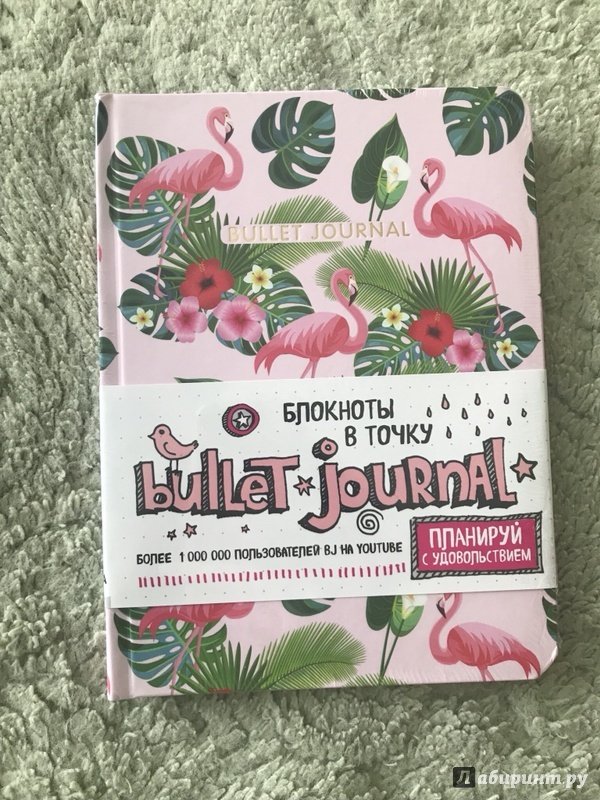 BULLET JOURNAL
БЛОКНОТЫ
В ТОЧКУ
bullet journal
БОЛЕЕ 1 000 000 ПОЛЬЗОВАТЕЛЕЙ BJ НА YOUTUBE
ПЛАНИРУЙ
С УДОВОЛЬСТВИЕМ
Лабиринт.ру